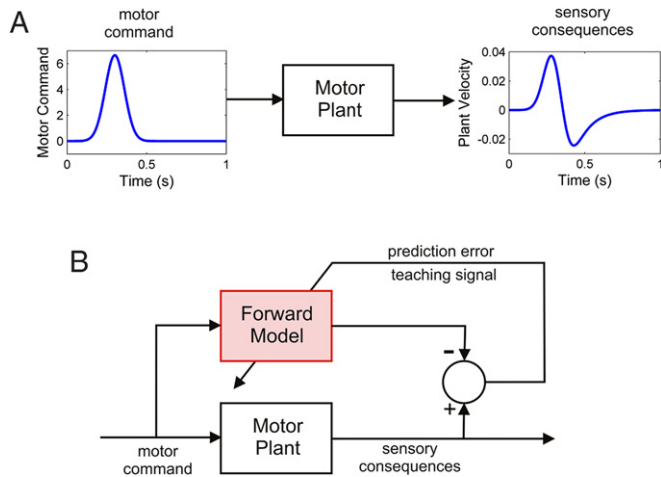 A
motor
command
Motor Command
6
4
2
0
0
0.5
1
Time (s)
Motor
Plant
sensory
consequences
Plant Velocity
0.04
0.02
0
-0.02
0
0.5
1
Time (s)
B
prediction error
teaching signal
Forward
Model
-
+
Motor
Plant
motor
command
sensory
consequences